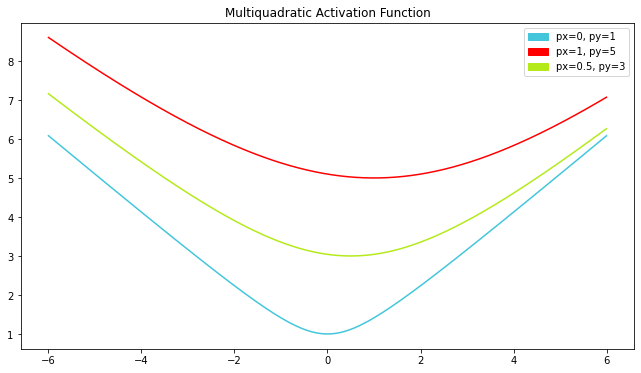 Multiquadratic Activation Function
px=0, py=1
px=1, py=5
px=0.5, py=3
8
7
6
5
4
3
2
1
−6 −4 −2 0 2 4 6